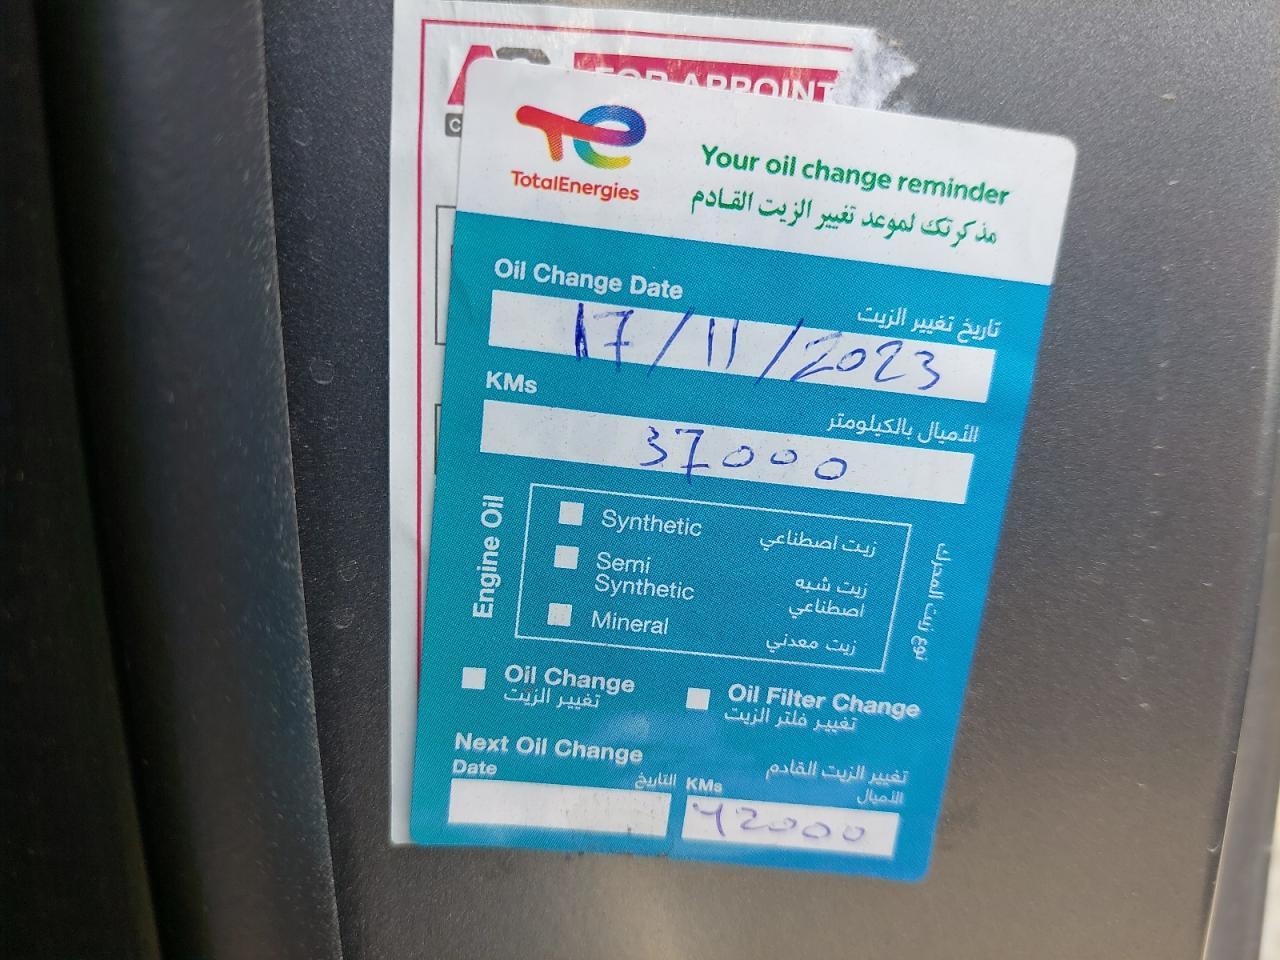 FOR APPOINT
TotalEnergies
Your oil change reminder
مذكرتك لموعد تغيير الزيت القادم
Oil Change Date
تاريخ تغيير الزيت
17/11/2023
KMs
الأميال بالكيلومتر
37000
Engine Oil
نوع زيت المحرك
Synthetic
زيت اصطناعي
Semi
Synthetic
زيت شبه
اصطناعي
Mineral
زيت معدني
Oil Change
تغيير الزيت
Oil Filter Change
تغيير فلتر الزيت
Next Oil Change
تغيير الزيت القادم
Date
التاريخ
KMs
الأميال
42000